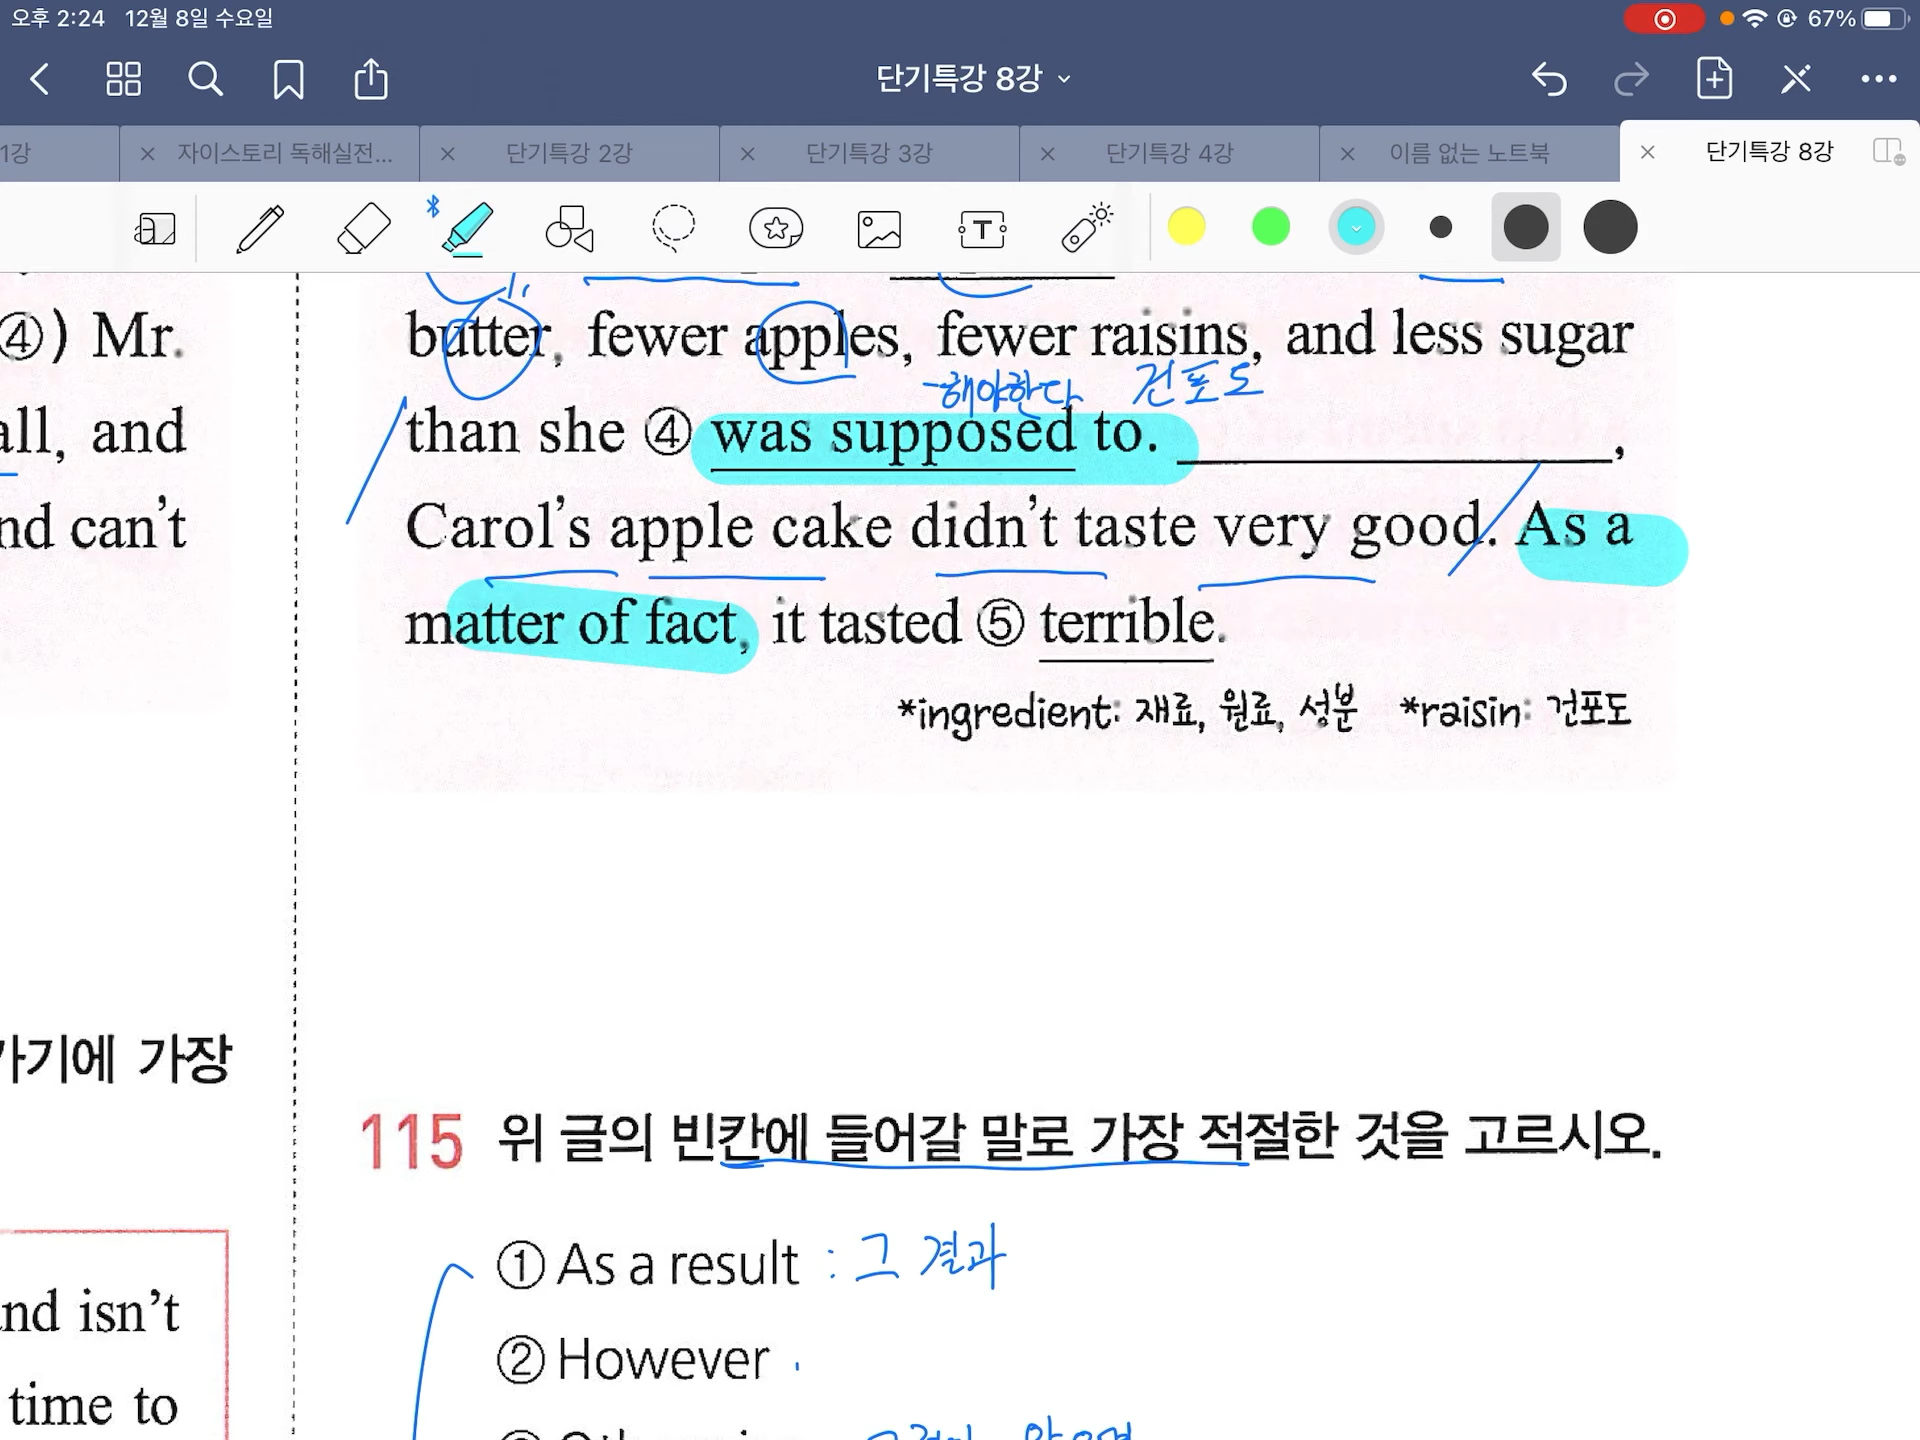 오후 2:24 12월 8일 수요일
67%
단기특강 8강
1강
자이스토리 독해실전...
단기특강 2강
단기특강 3강
단기특강 4강
이름 없는 노트북
단기특강 8강
④) Mr.
all, and
nd can't
가기에 가장
nd isn't
time to
butter, fewer apples, fewer raisins, and less sugar
-해야한다 건포도
than she ④ was supposed to. ____________,
Carol's apple cake didn't taste very good. As a
matter of fact, it tasted ⑤ terrible.
*ingredient: 재료, 원료, 성분 *raisin: 건포도
115 위 글의 빈칸에 들어갈 말로 가장 적절한 것을 고르시오.
① As a result : 그 결과
② However